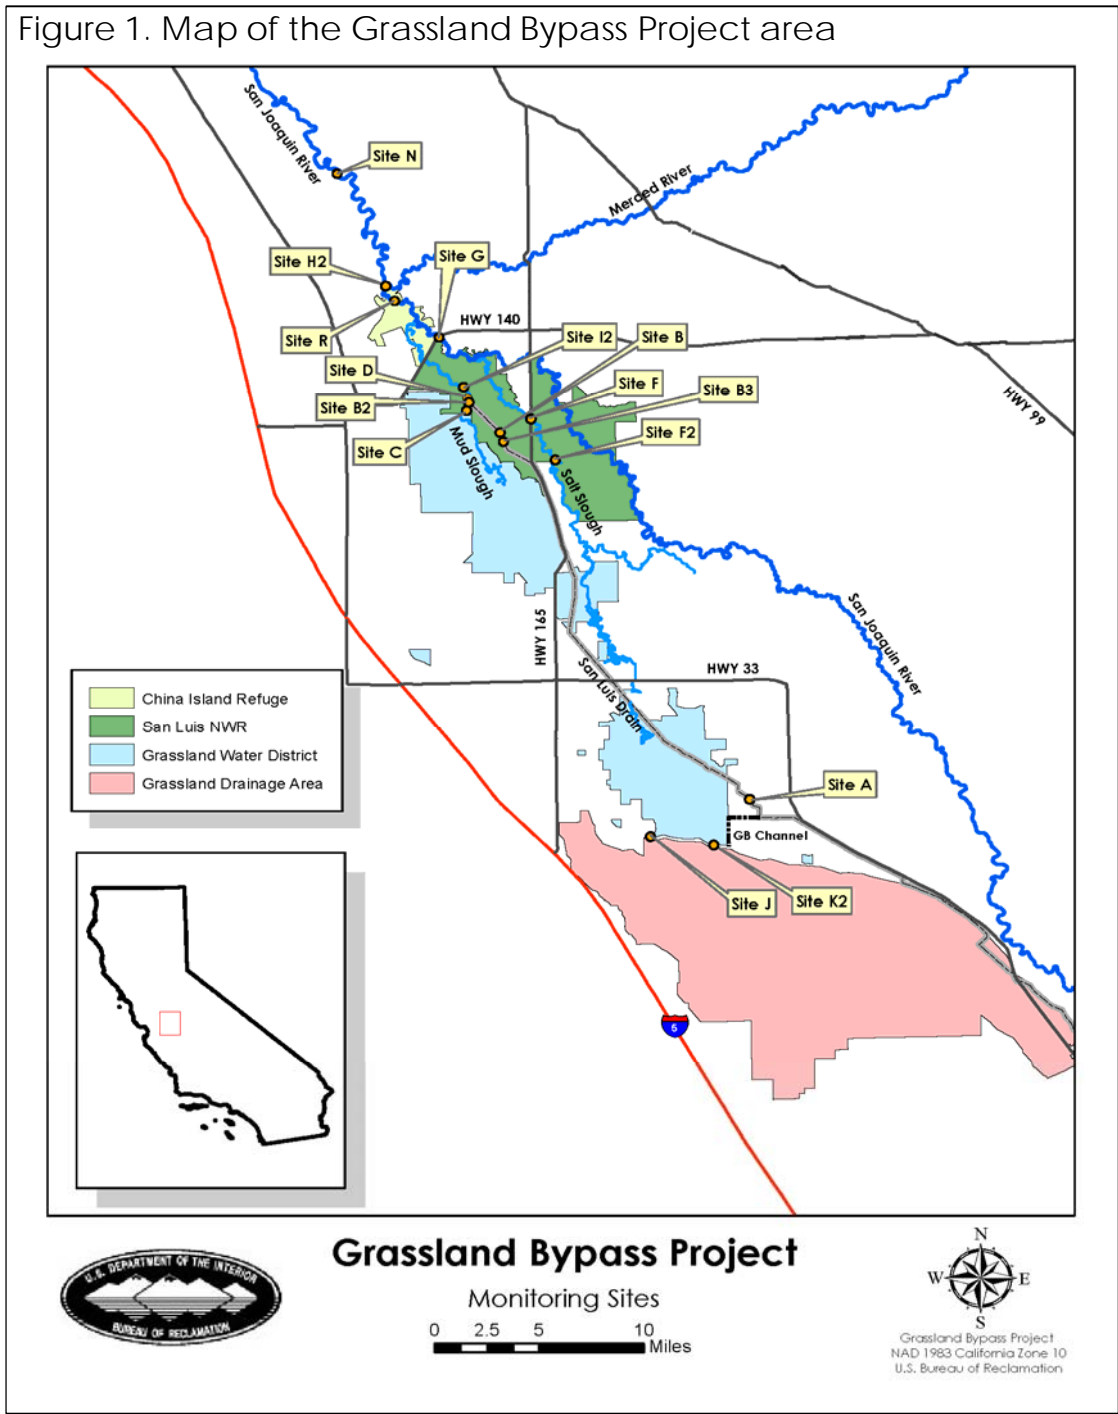 Figure 1. Map of the Grassland Bypass Project area
San Joaquin River
Site N
Merced River
Site H2
Site G
HWY 140
Site R
Site I2
Site B
Site D
Site F
Site B3
Site B2
HWY 99
Site C
Site F2
Mud Slough
Salt Slough
HWY 165
San Joaquin River
HWY 33
San Luis Drain
China Island Refuge
San Luis NWR
Grassland Water District
Grassland Drainage Area
Site A
GB Channel
Site J
Site K2
5
Grassland Bypass Project
Monitoring Sites
0 2.5 5 10
Miles
U.S. DEPARTMENT OF THE INTERIOR
BUREAU OF RECLAMATION
N
W E
S
Grassland Bypass Project
NAD 1983 California Zone 10
U.S. Bureau of Reclamation